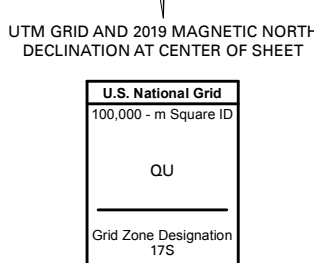 UTM GRID AND 2019 MAGNETIC NORTH
DECLINATION AT CENTER OF SHEET
U.S. National Grid
100,000 - m Square ID
QU
Grid Zone Designation
17S